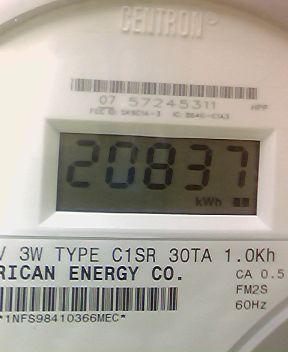 CENTRON
07 57245311
HPP
20837
kWh
V 3W TYPE C1SR 30TA 1.0Kh
RICAN ENERGY CO.
CA 0.5
FM2S
60Hz
*1NFS98410366MEC*